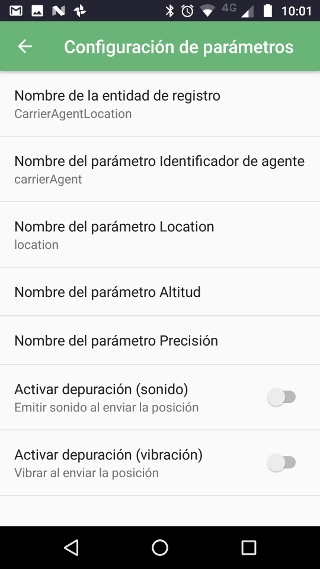 4G 10:01
Configuración de parámetros
Nombre de la entidad de registro
CarrierAgentLocation
Nombre del parámetro Identificador de agente
carrierAgent
Nombre del parámetro Location
location
Nombre del parámetro Altitud
Nombre del parámetro Precisión
Activar depuración (sonido)
Emitir sonido al enviar la posición
Activar depuración (vibración)
Vibrar al enviar la posición